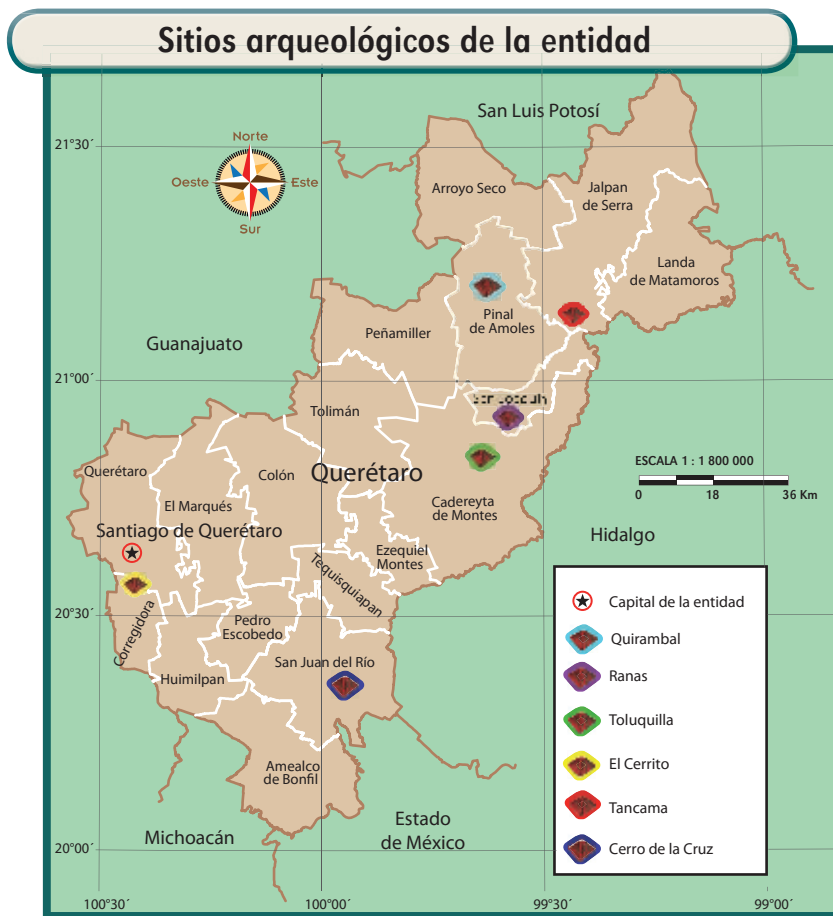 Sitios arqueológicos de la entidad
San Luis Potosí
Norte
21°30´
Oeste
Este
Sur
Arroyo Seco
Jalpan
de Serra
Landa
de Matamoros
Pinal
de Amoles
Peñamiller
Guanajuato
21°00´
Tolimán
Querétaro
Colón
Querétaro
ESCALA 1 : 1 800 000
0 18 36 Km
El Marqués
Cadereyta
de Montes
Santiago de Querétaro
Hidalgo
Ezequiel
Montes
Tequisquiapan
20°30´
Corregidora
Pedro
Escobedo
San Juan del Río
Huimilpan
Amealco
de Bonfil
Estado
de México
Michoacán
20°00´
Capital de la entidad
Quirambal
Ranas
Toluquilla
El Cerrito
Tancama
Cerro de la Cruz
100°30´ 100°00´ 99°30´ 99°00´